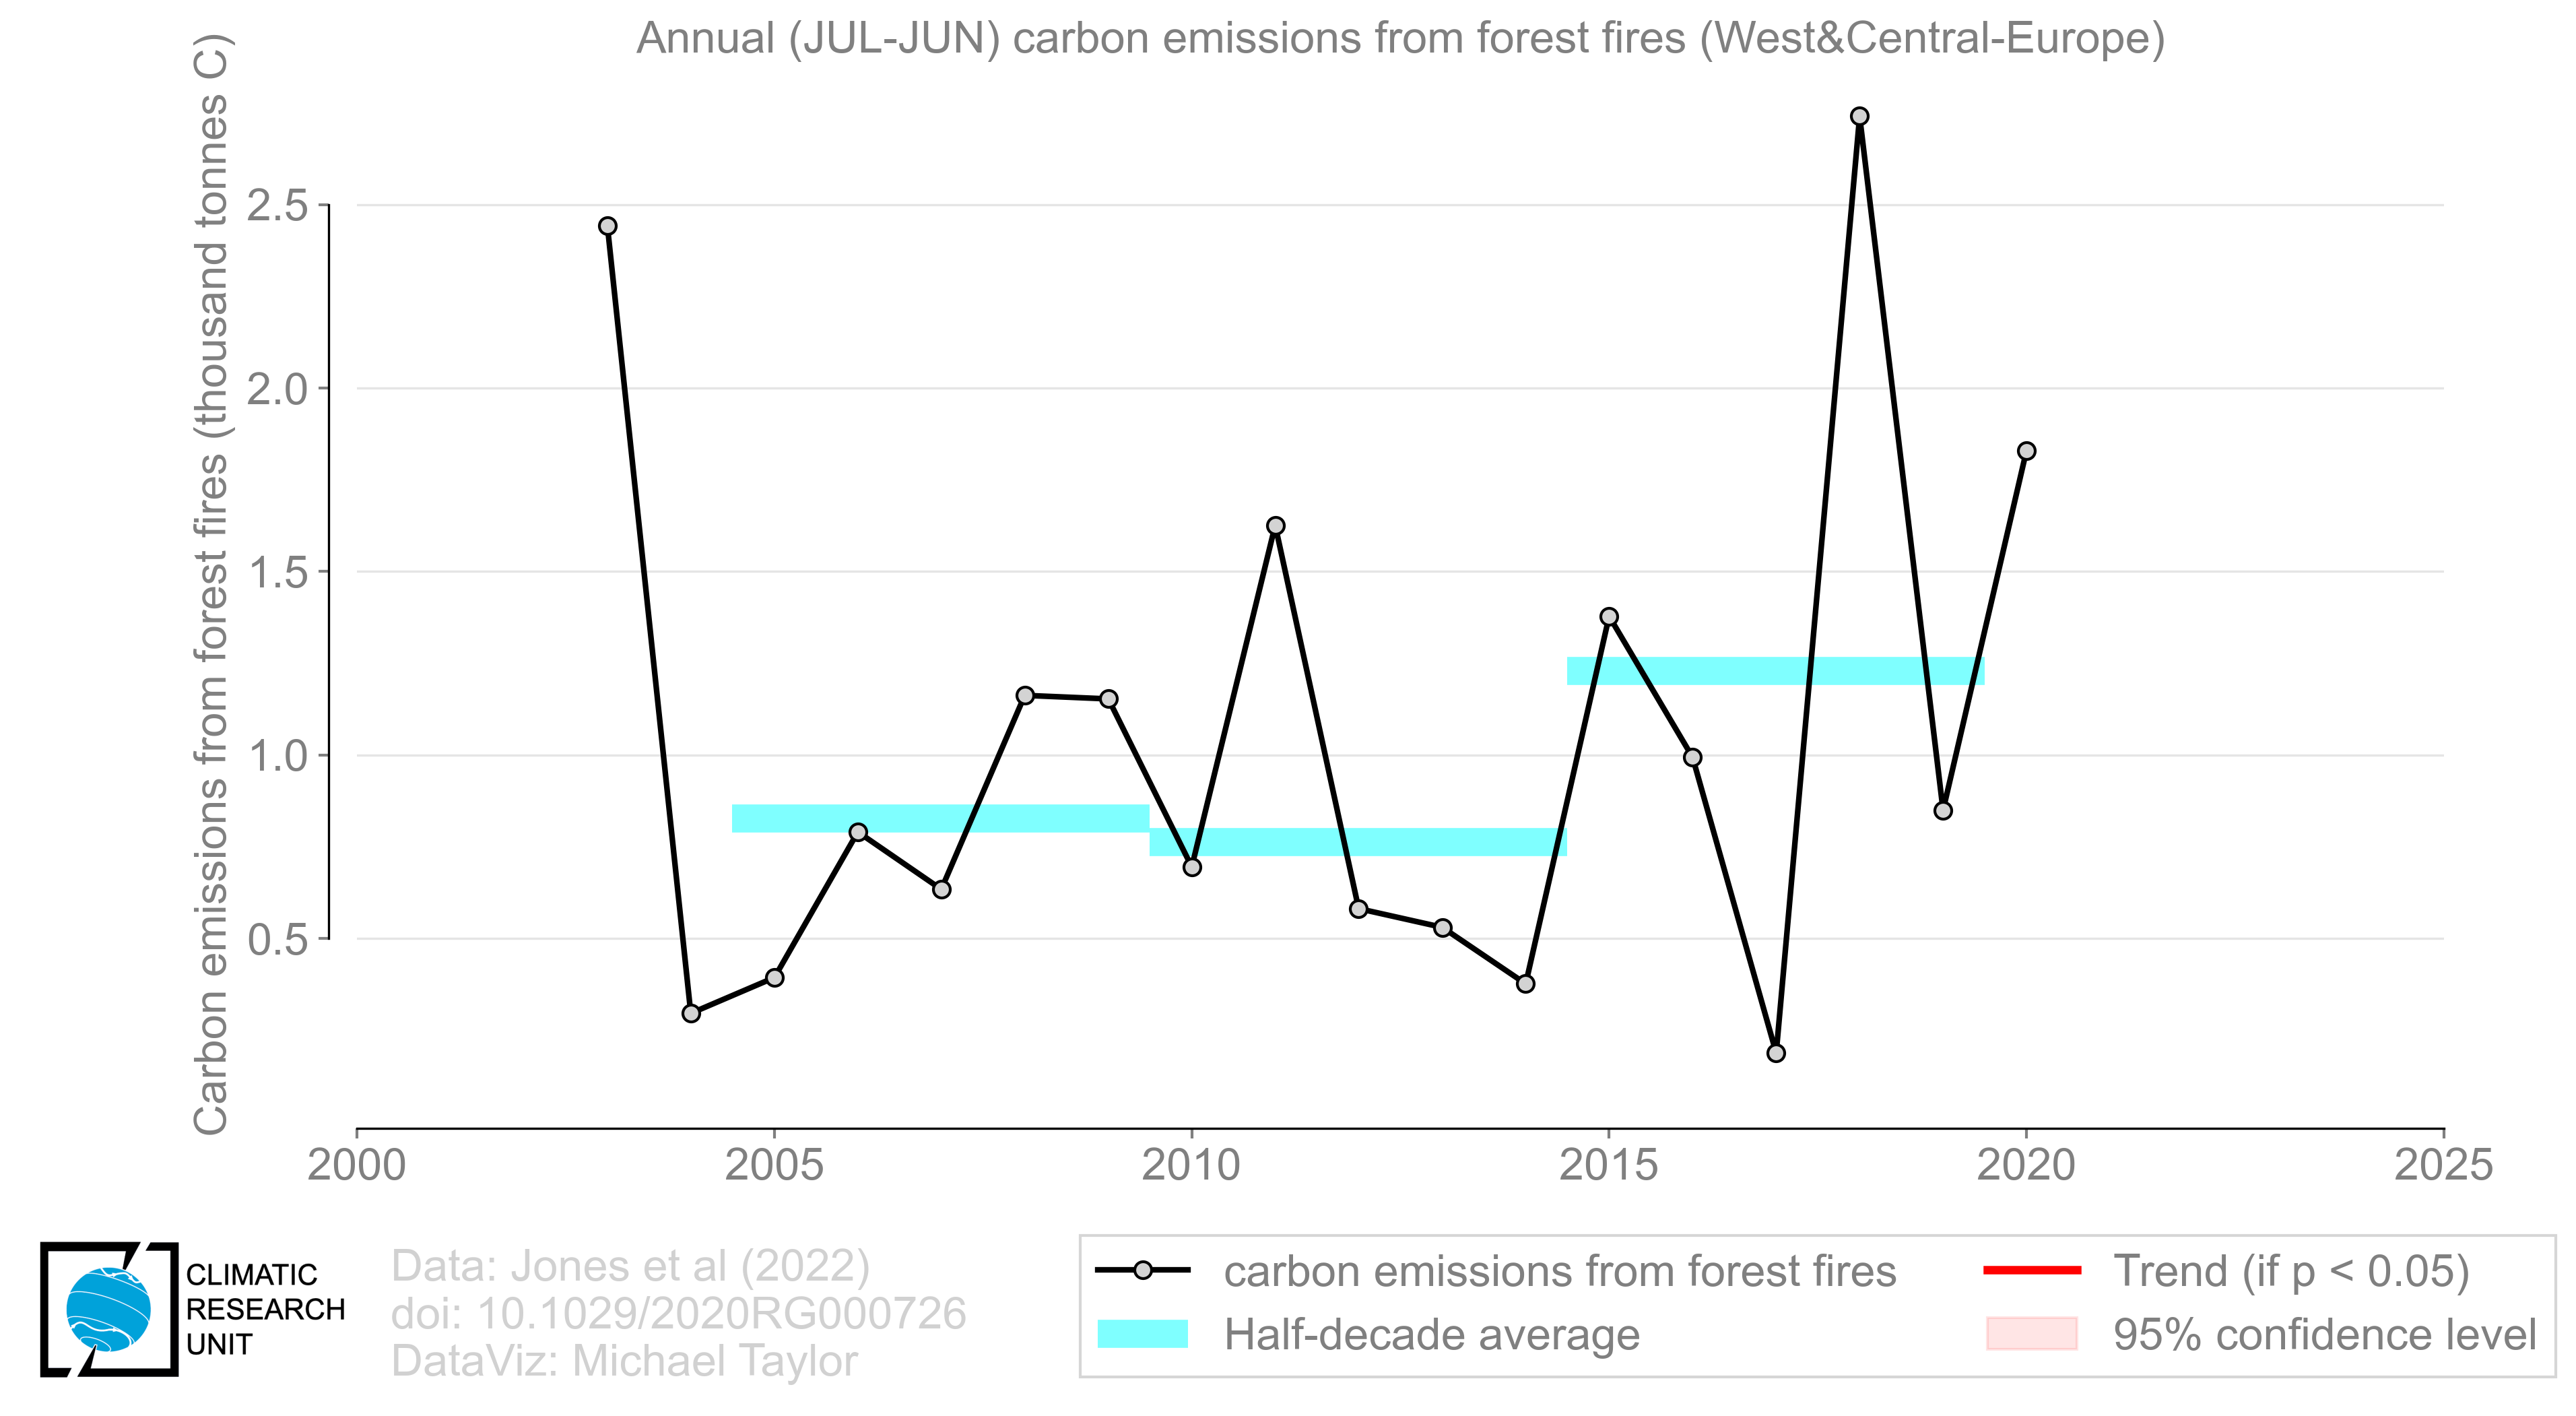 Annual (JUL-JUN) carbon emissions from forest fires (West&Central-Europe)
Carbon emissions from forest fires (thousand tonnes C)
2.5
2.0
1.5
1.0
0.5
2000
2005
2010
2015
2020
2025
CLIMATIC
RESEARCH
UNIT
Data: Jones et al (2022)
doi: 10.1029/2020RG000726
DataViz: Michael Taylor
carbon emissions from forest fires
Half-decade average
Trend (if p < 0.05)
95% confidence level